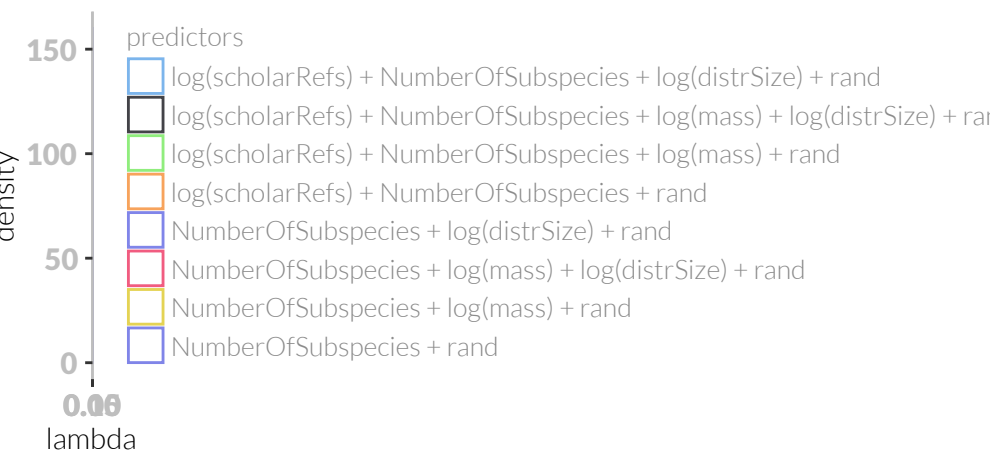 predictors
150
log(scholarRefs) + NumberOfSubspecies + log(distrSize) + rand
log(scholarRefs) + NumberOfSubspecies + log(mass) + log(distrSize) +
100
log(scholarRefs) + NumberOfSubspecies + log(mass) + rand
density
log(scholarRefs) + NumberOfSubspecies + rand
NumberOfSubspecies + log(distrSize) + rand
50
NumberOfSubspecies + log(mass) + log(distrSize) + rand
NumberOfSubspecies + log(mass) + rand
NumberOfSubspecies + rand
0
lambda